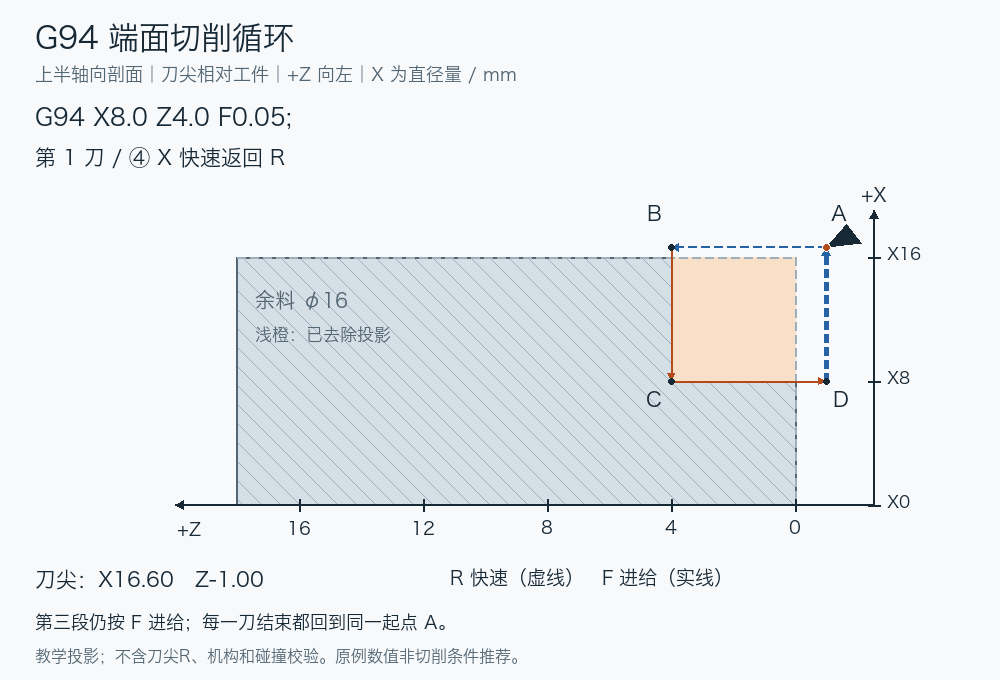 G94 端面切削循环
上半轴向剖面｜刀尖相对工件｜+Z 向左｜X 为直径量 / mm
G94 X8.0 Z4.0 F0.05;
第 1 刀 / ④ X 快速返回 R
+X
B
A
X16
余料 φ16
浅橙：已去除投影
X8
C
D
X0
+Z
16
12
8
4
0
刀尖：X16.60 Z-1.00
R 快速（虚线） F 进给（实线）
第三段仍按 F 进给；每一刀结束都回到同一起点 A。
教学投影；不含刀尖R、机构和碰撞校验。原例数值非切削条件推荐。